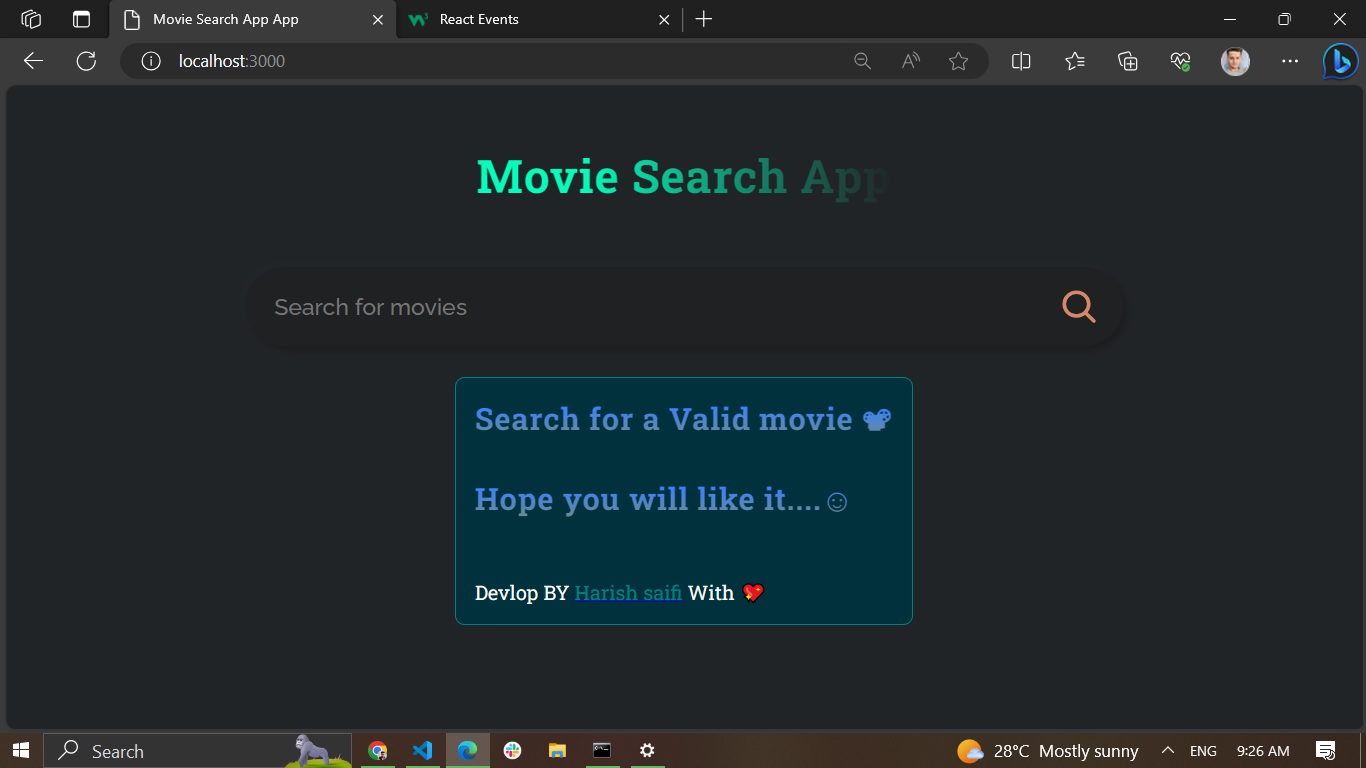 Movie Search App App
W3 React Events
localhost:3000
Movie Search App
Search for movies
Search for a Valid movie 📽
Hope you will like it....☺
Devlop BY Harish saifi With 💖
Search
28°C Mostly sunny
ENG
9:26 AM